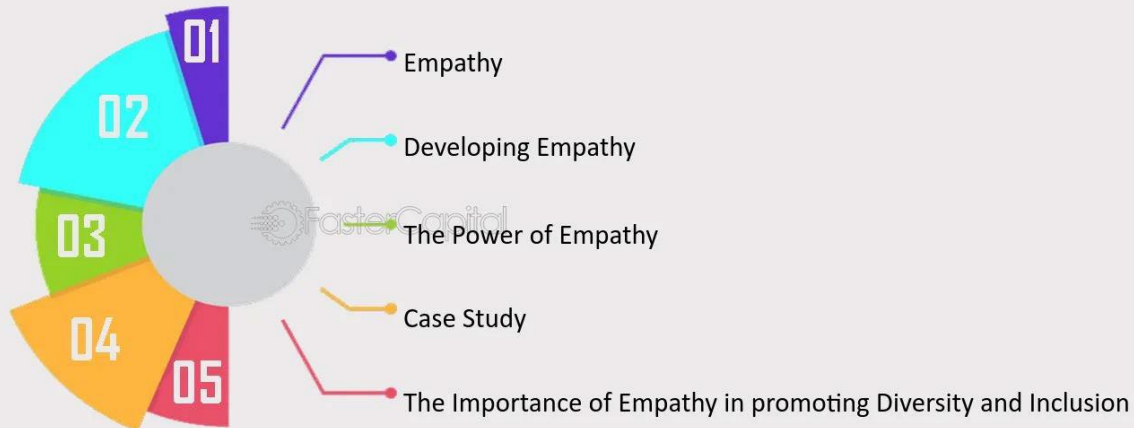 01
Empathy
02
Developing Empathy
03
FasterCapital
The Power of Empathy
04
Case Study
05
The Importance of Empathy in promoting Diversity and Inclusion